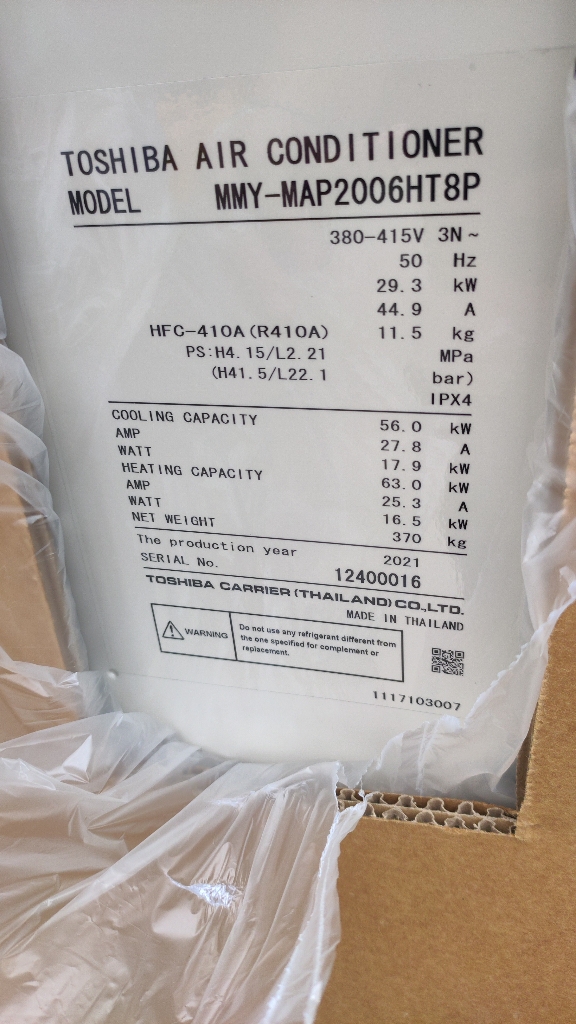 TOSHIBA AIR CONDITIONER
MODEL MMY-MAP2006HT8P
380-415V 3N~
50 Hz
29.3 kW
44.9 A
HFC-410A(R410A) 11.5 kg
PS:H4.15/L2.21 MPa
(H41.5/L22.1 bar)
IPX4
COOLING CAPACITY 56.0 kW
AMP 27.8 A
WATT 17.9 kW
HEATING CAPACITY 63.0 kW
AMP 25.3 A
WATT 16.5 kW
NET WEIGHT 370 kg
The production year 2021
SERIAL No. 12400016
TOSHIBA CARRIER (THAILAND) CO.,LTD.
MADE IN THAILAND
WARNING
Do not use any refrigerant different from
the one specified for complement or
replacement.
1117103007